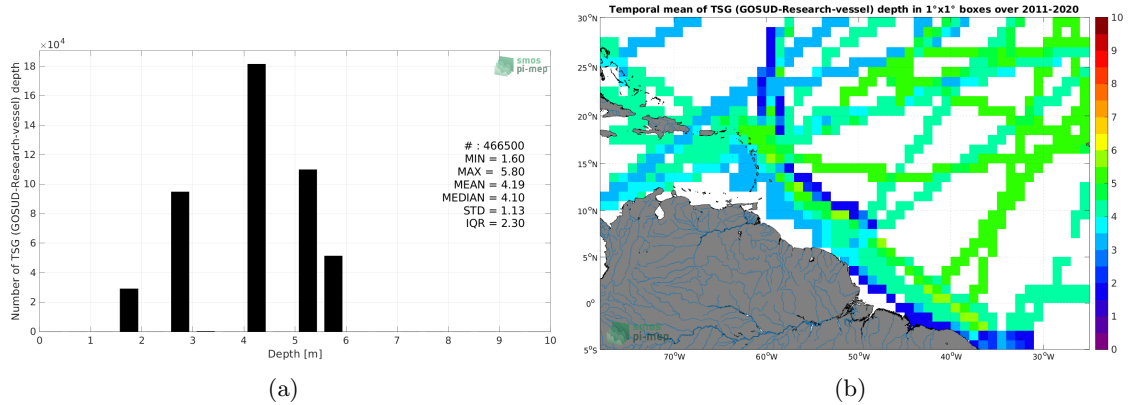 Temporal mean of TSG (GOSUD-Research-vessel) depth in 1°x1° boxes over 2011-2020
×10⁴
18
16
14
12
10
8
6
4
2
0
Number of TSG (GOSUD-Research-vessel) depth
smos
pi-mep
# : 466500
MIN = 1.60
MAX = 5.80
MEAN = 4.19
MEDIAN = 4.10
STD = 1.13
IQR = 2.30
0 1 2 3 4 5 6 7 8 9 10
Depth [m]
(a)
30°N
25°N
20°N
15°N
10°N
5°N
0°
5°S
70°W 60°W 50°W 40°W 30°W
smos
pi-mep
10
9
8
7
6
5
4
3
2
1
0
(b)